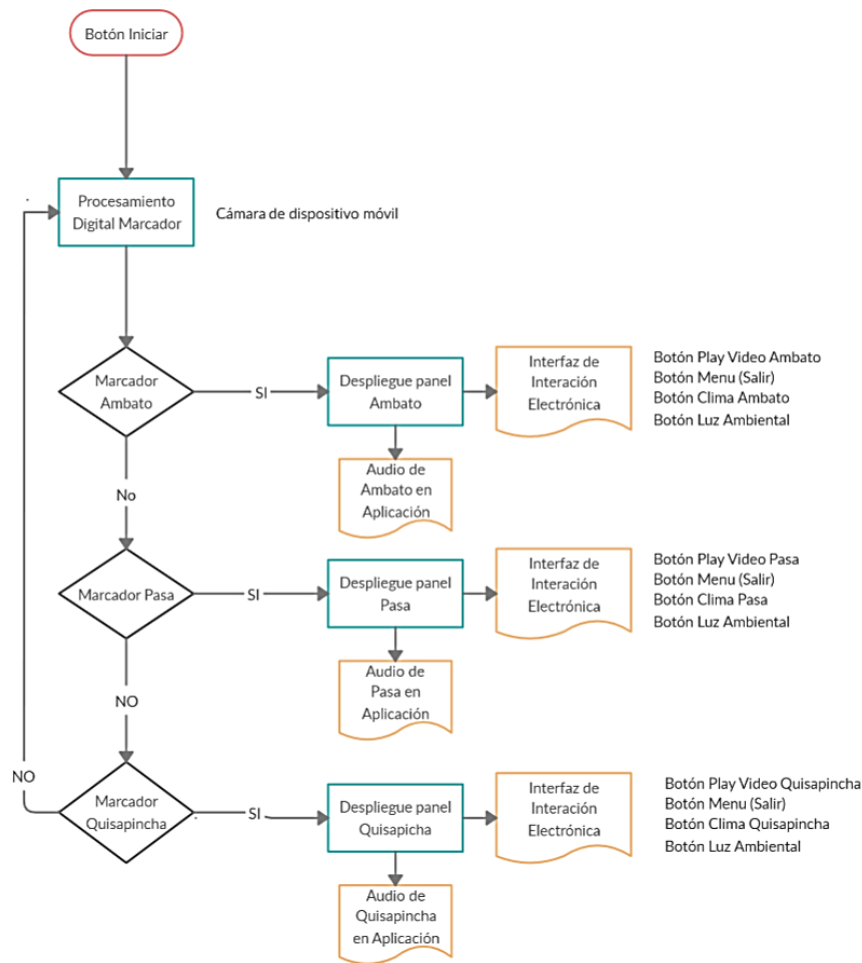 Botón Iniciar
Procesamiento
Digital Marcador
Cámara de dispositivo móvil
Marcador
Ambato
SI
Despliegue panel
Ambato
Interfaz de
Interación
Electrónica
Botón Play Video Ambato
Botón Menu (Salir)
Botón Clima Ambato
Botón Luz Ambiental
Audio de
Ambato en
Aplicación
No
Marcador Pasa
SI
Despliegue panel
Pasa
Interfaz de
Interación
Electrónica
Botón Play Video Pasa
Botón Menu (Salir)
Botón Clima Pasa
Botón Luz Ambiental
Audio de
Pasa en
Aplicación
NO
NO
Marcador
Quisapincha
SI
Despliegue panel
Quisapicha
Interfaz de
Interación
Electrónica
Botón Play Video Quisapincha
Botón Menu (Salir)
Botón Clima Quisapincha
Botón Luz Ambiental
Audio de
Quisapincha
en Aplicación